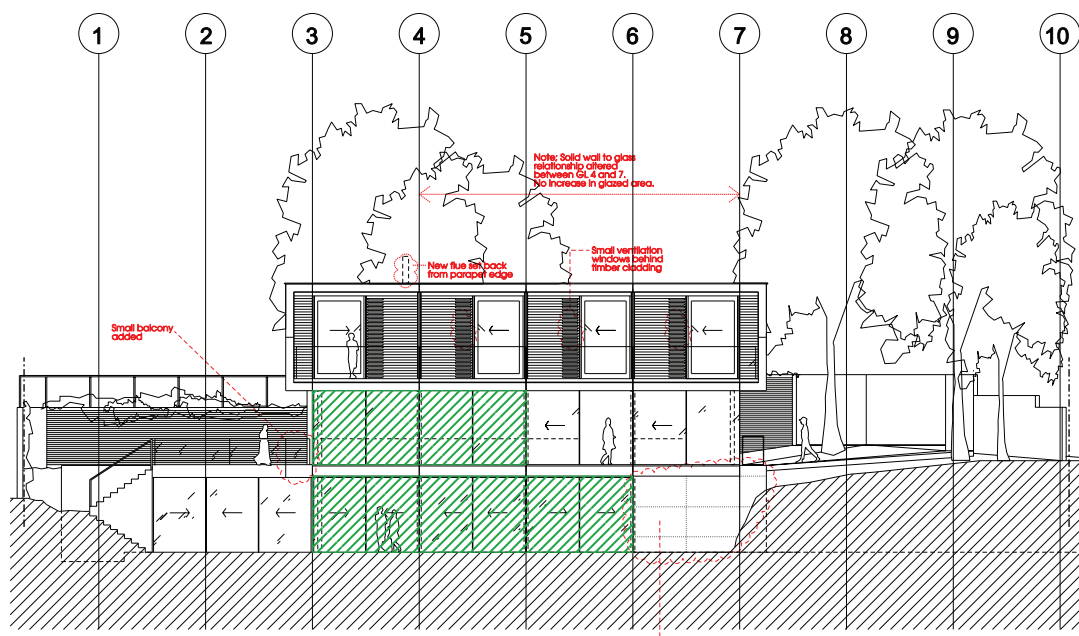 1 2 3 4 5 6 7 8 9 10
Note; Solid wall to glass
relationship altered
between GL 4 and 7.
No increase in glazed area.
Small ventilation
windows behind
timber cladding
New flue set back
from parapet edge
Small balcony
added